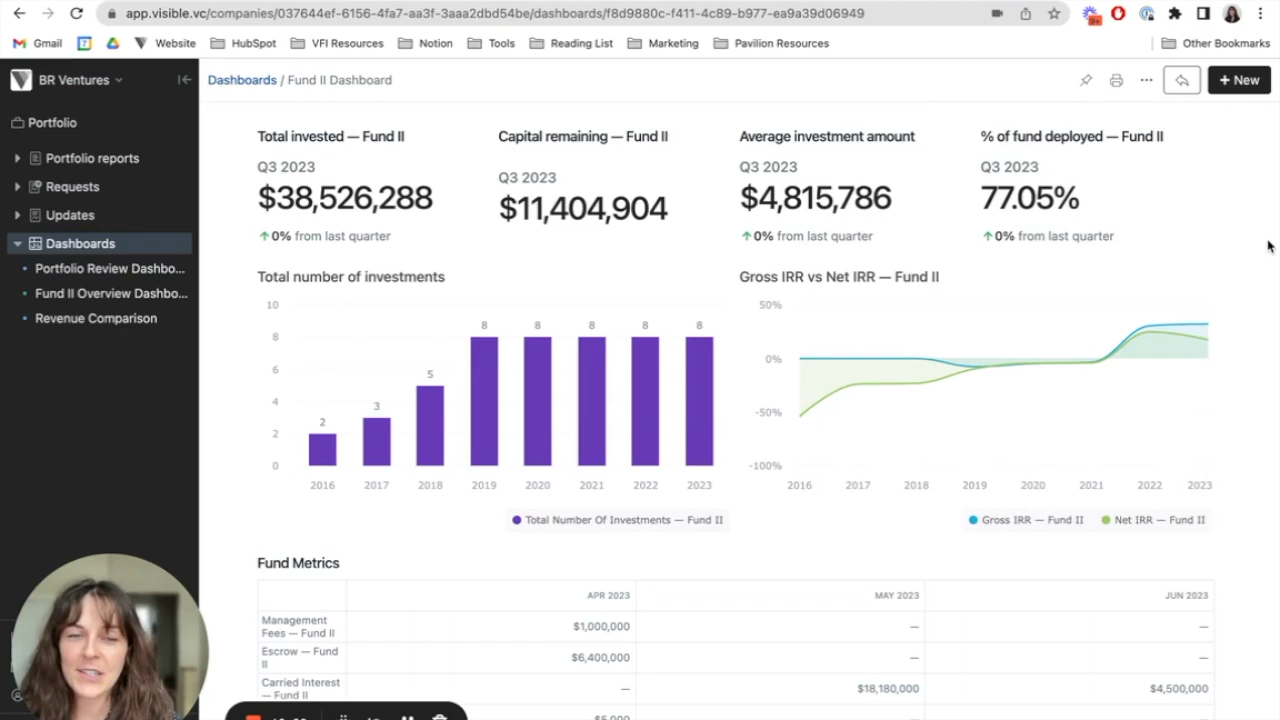 app.visible.vc/companies/037644ef-6156-4fa7-aa3f-3aaa2dbd54be/dashboards/f8d9880c-f411-4c89-b977-ea9a39d06949
Gmail
Website
HubSpot
VFI Resources
Notion
Tools
Reading List
Marketing
Pavilion Resources
Other Bookmarks
BR Ventures
Dashboards / Fund II Dashboard
+ New
Portfolio
Portfolio reports
Requests
Updates
Dashboards
Portfolio Review Dashbo...
Fund II Overview Dashbo...
Revenue Comparison
Total invested — Fund II
Q3 2023
$38,526,288
0% from last quarter
Capital remaining — Fund II
Q3 2023
$11,404,904
Average investment amount
Q3 2023
$4,815,786
0% from last quarter
% of fund deployed — Fund II
Q3 2023
77.05%
0% from last quarter
Total number of investments
10
8
6
4
2
0
2
3
5
8
8
8
8
8
2016 2017 2018 2019 2020 2021 2022 2023
Total Number Of Investments — Fund II
Gross IRR vs Net IRR — Fund II
50%
0%
-50%
-100%
2016 2017 2018 2019 2020 2021 2022 2023
Gross IRR — Fund II Net IRR — Fund II
Fund Metrics
APR 2023 MAY 2023 JUN 2023
Management
Fees — Fund II
$1,000,000 — —
Escrow — Fund
II
$6,400,000 — —
Carried Interest
— Fund II
— $18,180,000 $4,500,000